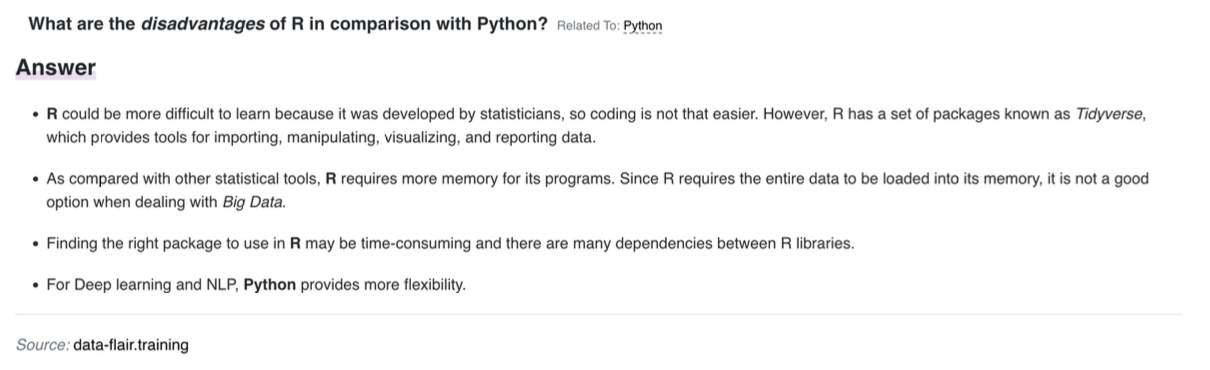 What are the disadvantages of R in comparison with Python? Related To: Python
Answer
• R could be more difficult to learn because it was developed by statisticians, so coding is not that easier. However, R has a set of packages known as Tidyverse,
which provides tools for importing, manipulating, visualizing, and reporting data.
• As compared with other statistical tools, R requires more memory for its programs. Since R requires the entire data to be loaded into its memory, it is not a good
option when dealing with Big Data.
• Finding the right package to use in R may be time-consuming and there are many dependencies between R libraries.
• For Deep learning and NLP, Python provides more flexibility.
Source: data-flair.training